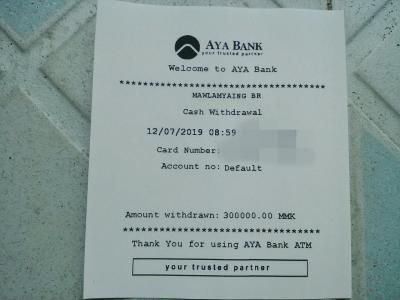 AYA BANK
your trusted partner
Welcome to AYA Bank
***********************************
MAWLAMYAING BR
Cash Withdrawal
12/07/2019 08:59
Card Number:
Account no: Default
Amount withdrawn: 300000.00 MMK
***********************************
Thank You for using AYA Bank ATM
your trusted partner